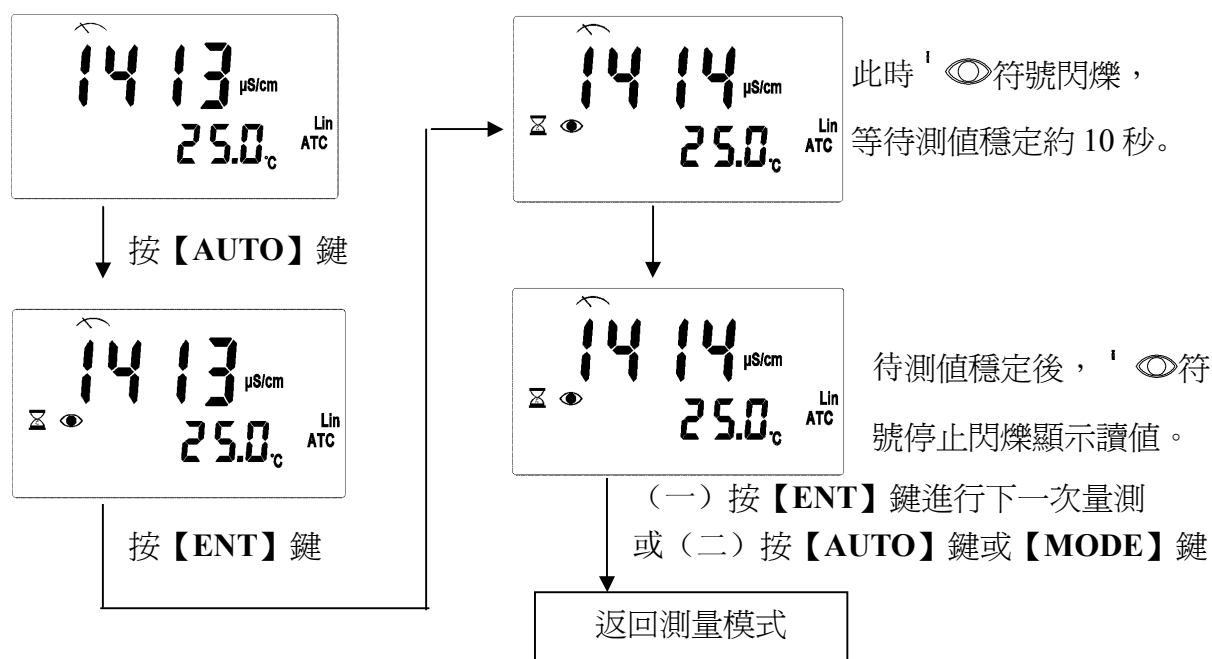 1413 µS/cm
25.0 ℃ Lin ATC
按【AUTO】鍵
1413 µS/cm
25.0 ℃ Lin ATC
按【ENT】鍵
1414 µS/cm
25.0 ℃ Lin ATC
此時╵👁符號閃爍，
等待測值穩定約 10 秒。
1414 µS/cm
25.0 ℃ Lin ATC
待測值穩定後，╵👁符
號停止閃爍顯示讀值。
（一）按【ENT】鍵進行下一次量測
或（二）按【AUTO】鍵或【MODE】鍵
返回測量模式